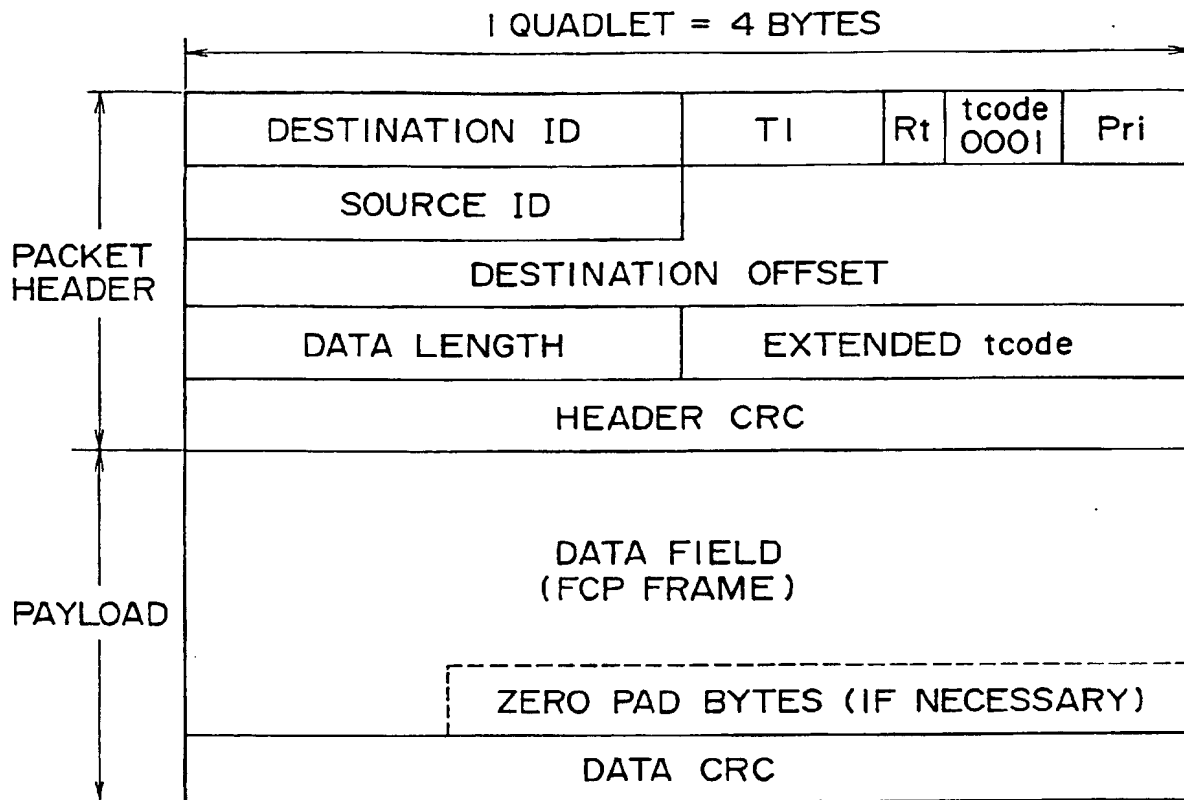 1 QUADLET = 4 BYTES
DESTINATION ID
T1
Rt
tcode
0001
Pri
SOURCE ID
PACKET
HEADER
DESTINATION OFFSET
DATA LENGTH
EXTENDED tcode
HEADER CRC
DATA FIELD
(FCP FRAME)
PAYLOAD
ZERO PAD BYTES (IF NECESSARY)
DATA CRC